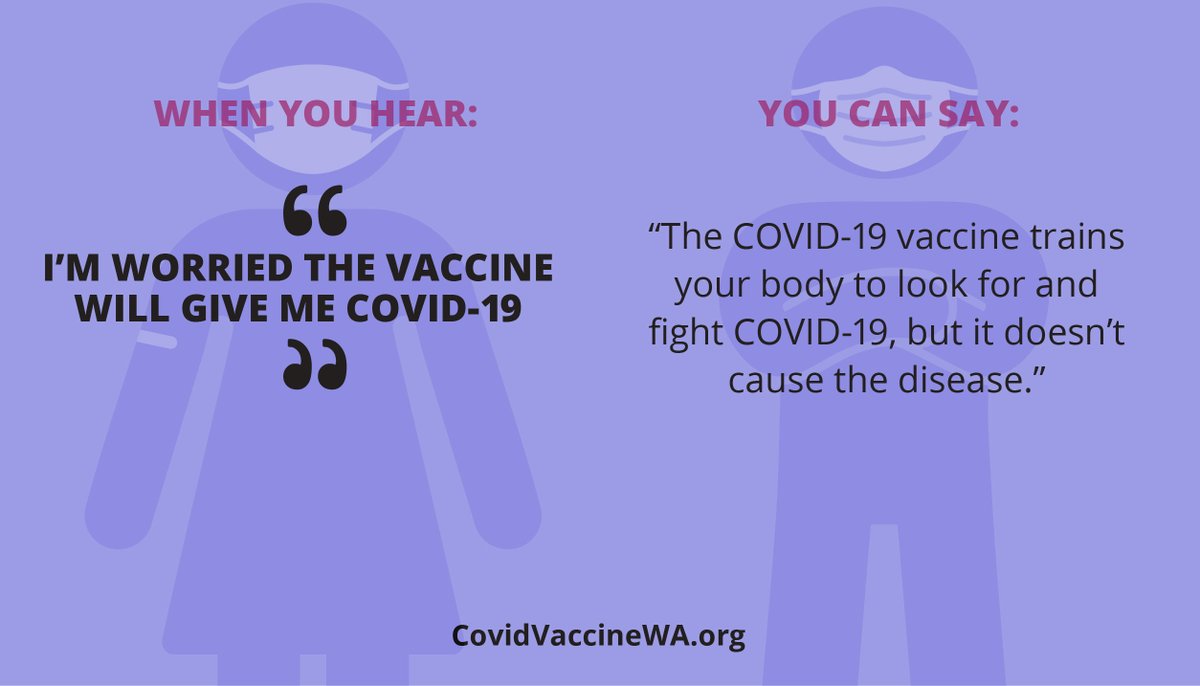 WHEN YOU HEAR:
“
I’M WORRIED THE VACCINE
WILL GIVE ME COVID-19
”
YOU CAN SAY:
“The COVID-19 vaccine trains
your body to look for and
fight COVID-19, but it doesn’t
cause the disease.”
CovidVaccineWA.org